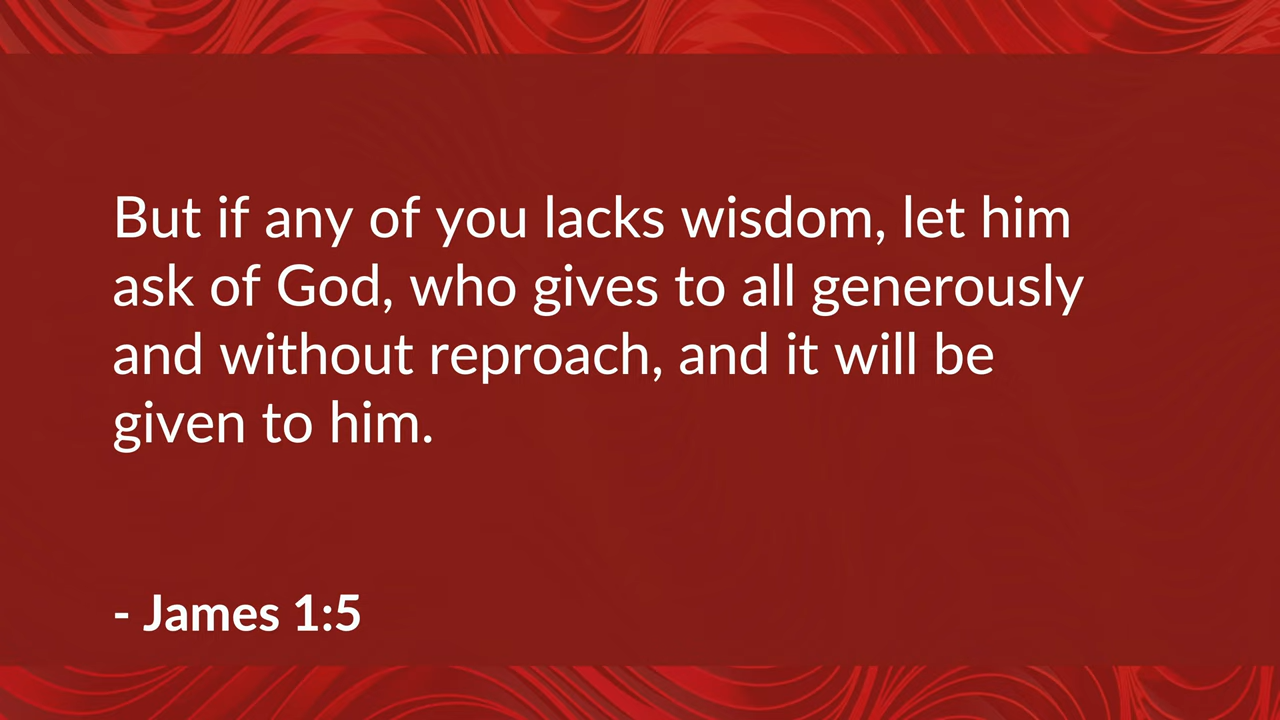 But if any of you lacks wisdom, let him
ask of God, who gives to all generously
and without reproach, and it will be
given to him.
- James 1:5